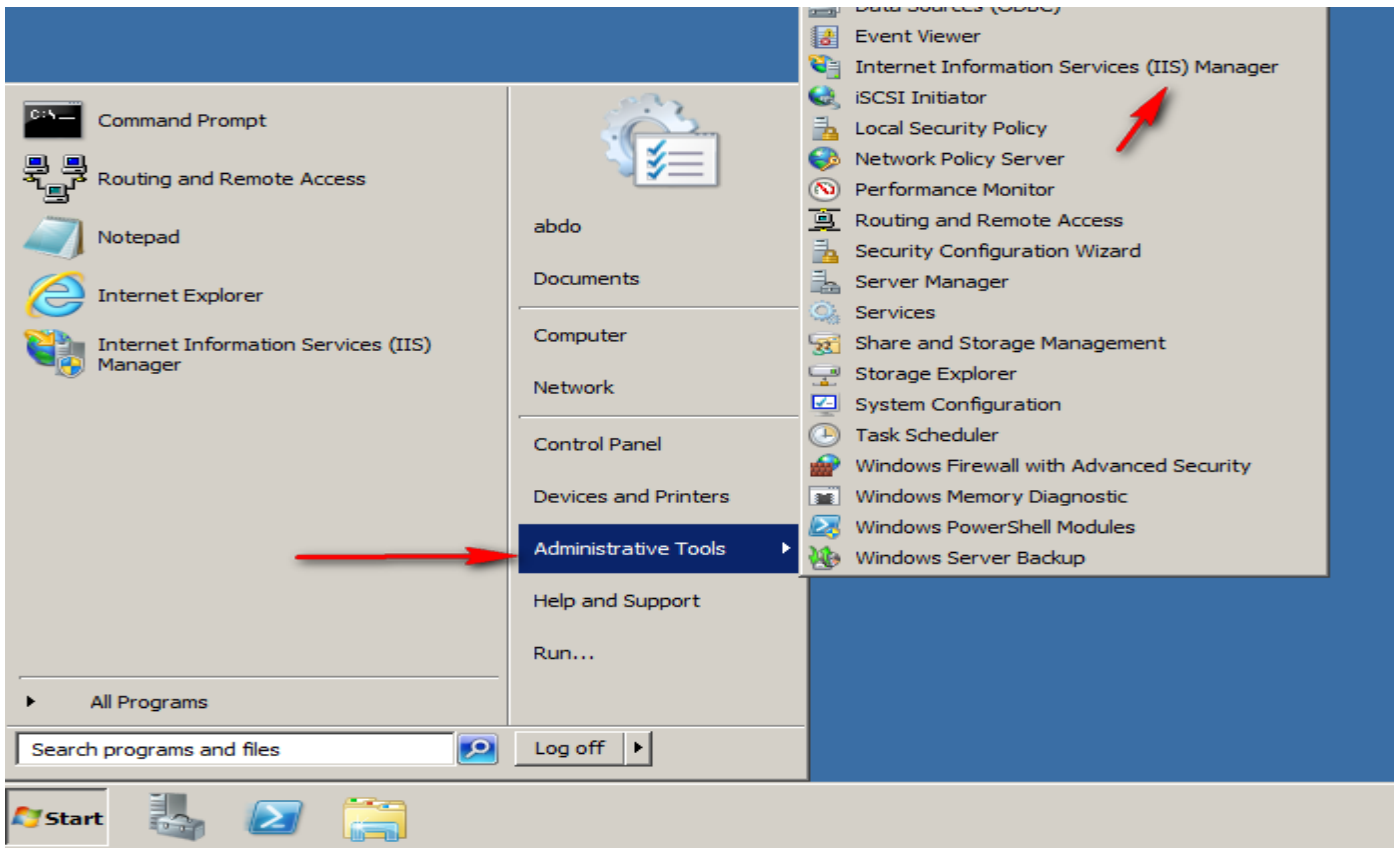 Command Prompt
Routing and Remote Access
Notepad
Internet Explorer
Internet Information Services (IIS)
Manager
All Programs
Search programs and files
abdo
Documents
Computer
Network
Control Panel
Devices and Printers
Administrative Tools
Help and Support
Run...
Log off
Data Sources (ODBC)
Event Viewer
Internet Information Services (IIS) Manager
iSCSI Initiator
Local Security Policy
Network Policy Server
Performance Monitor
Routing and Remote Access
Security Configuration Wizard
Server Manager
Services
Share and Storage Management
Storage Explorer
System Configuration
Task Scheduler
Windows Firewall with Advanced Security
Windows Memory Diagnostic
Windows PowerShell Modules
Windows Server Backup
Start